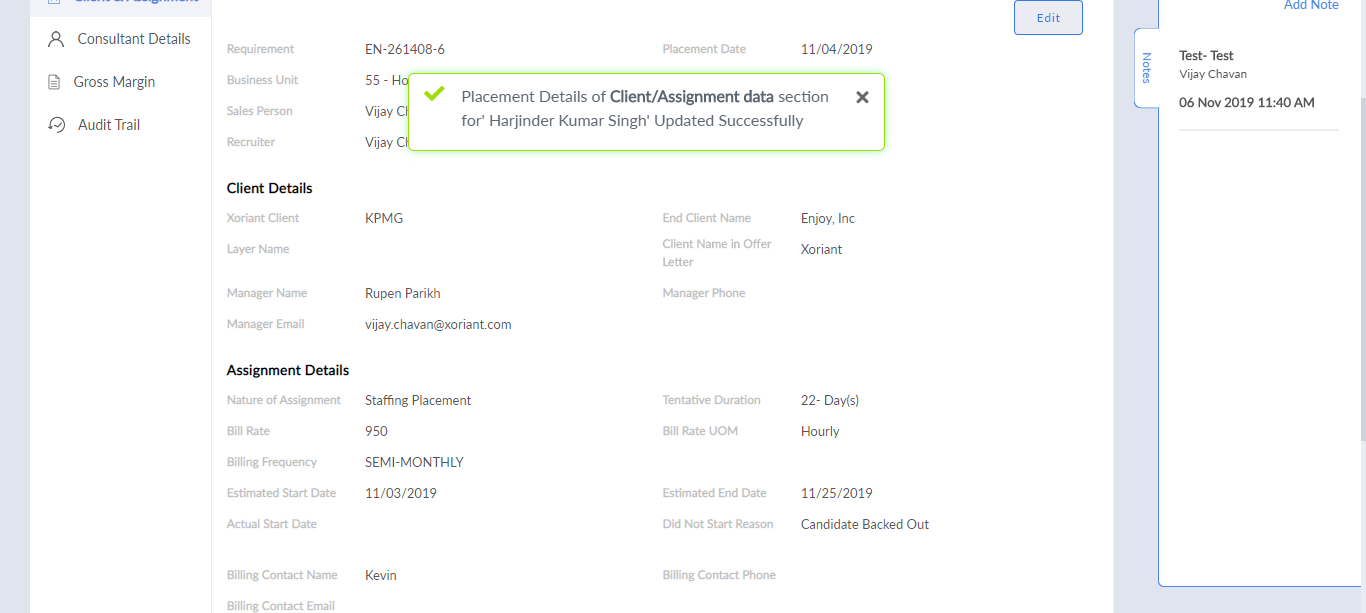 Client & Assignment
Consultant Details
Gross Margin
Audit Trail
Edit
Requirement EN-261408-6 Placement Date 11/04/2019
Business Unit 55 - Ho
Sales Person Vijay
Recruiter Vijay
Placement Details of Client/Assignment data section
for' Harjinder Kumar Singh' Updated Successfully
Client Details
Xoriant Client KPMG End Client Name Enjoy, Inc
Layer Name Client Name in Offer Letter Xoriant
Manager Name Rupen Parikh Manager Phone
Manager Email vijay.chavan@xoriant.com
Assignment Details
Nature of Assignment Staffing Placement Tentative Duration 22- Day(s)
Bill Rate 950 Bill Rate UOM Hourly
Billing Frequency SEMI-MONTHLY
Estimated Start Date 11/03/2019 Estimated End Date 11/25/2019
Actual Start Date Did Not Start Reason Candidate Backed Out
Billing Contact Name Kevin Billing Contact Phone
Billing Contact Email
Add Note
Notes
Test- Test
Vijay Chavan
06 Nov 2019 11:40 AM